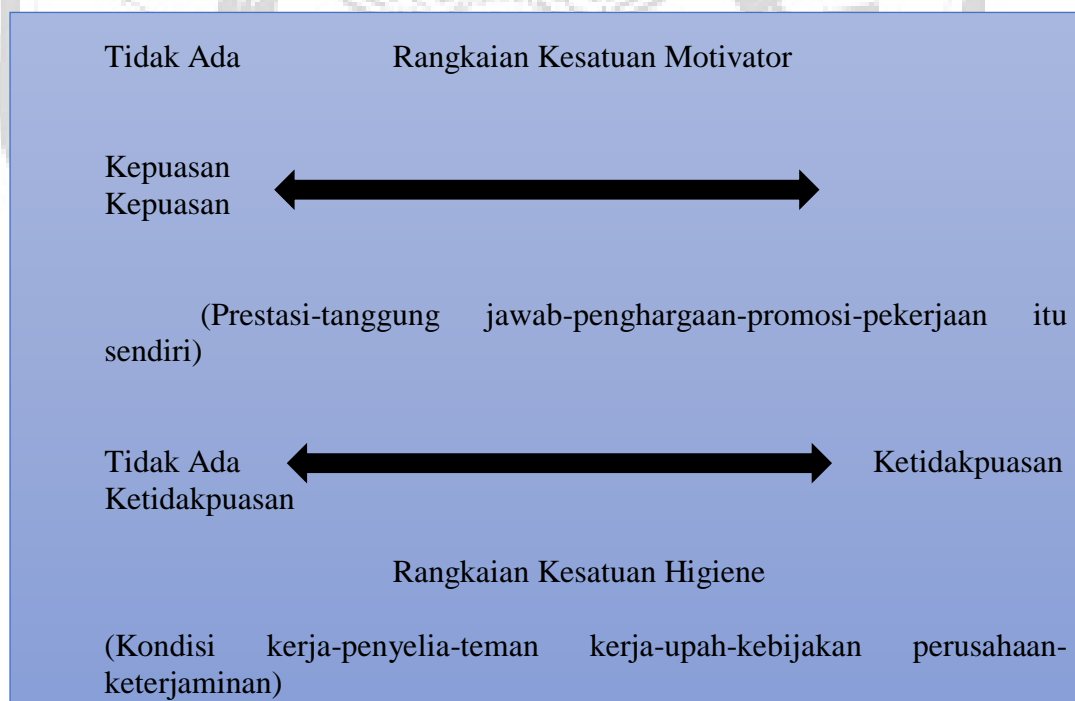 Tidak Ada Rangkaian Kesatuan Motivator
Kepuasan
Kepuasan
(Prestasi-tanggung jawab-penghargaan-promosi-pekerjaan itu
sendiri)
Tidak Ada Ketidakpuasan
Ketidakpuasan
Rangkaian Kesatuan Higiene
(Kondisi kerja-penyelia-teman kerja-upah-kebijakan perusahaan-
keterjaminan)